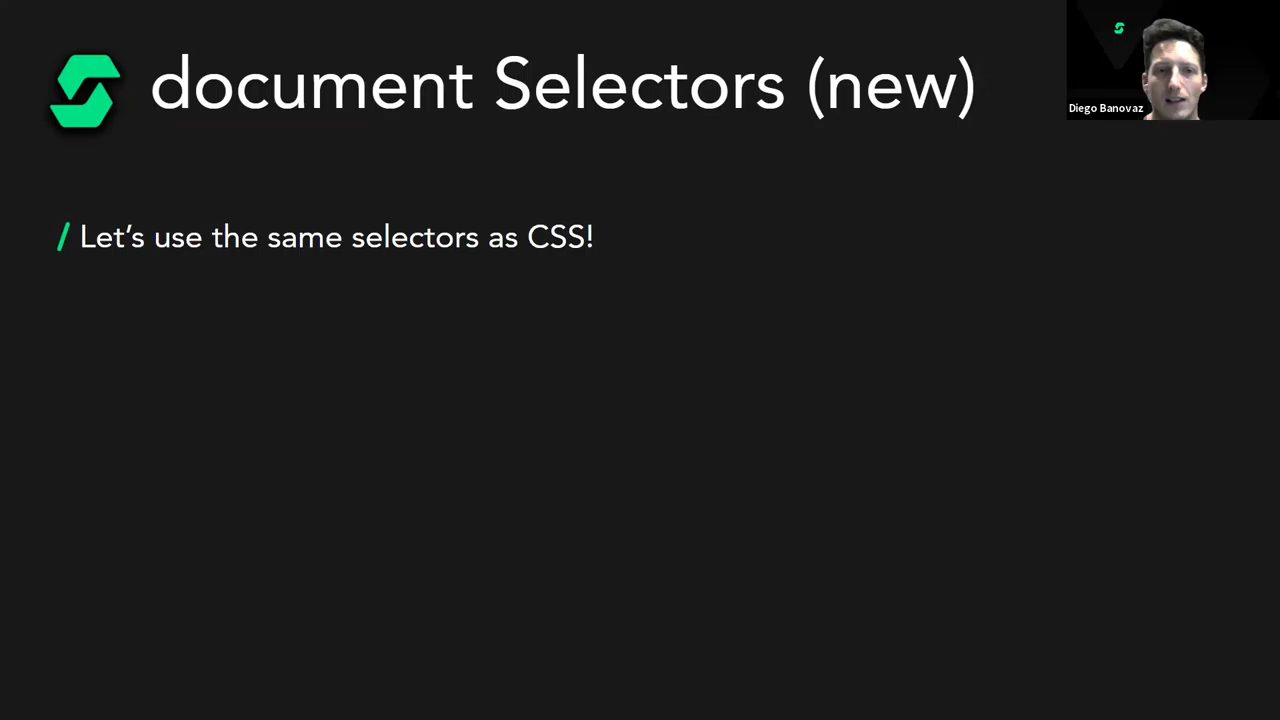 document Selectors (new)
Diego Banovaz
/ Let’s use the same selectors as CSS!